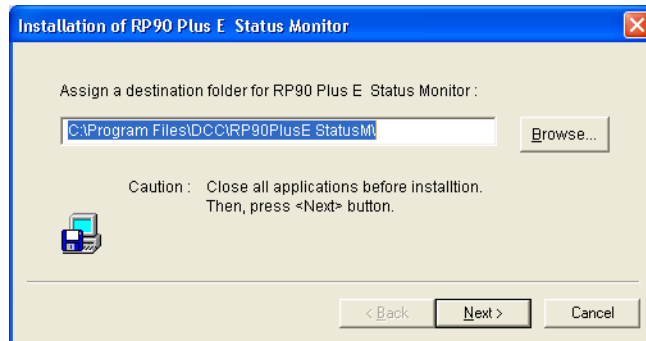 Installation of RP90 Plus E  Status Monitor
Assign a destination folder for RP90 Plus E  Status Monitor :
C:\Program Files\DCC\RP90PlusE StatusM\
Browse...
Caution :   Close all applications before installtion.
Then, press <Next> button.
< Back
Next >
Cancel